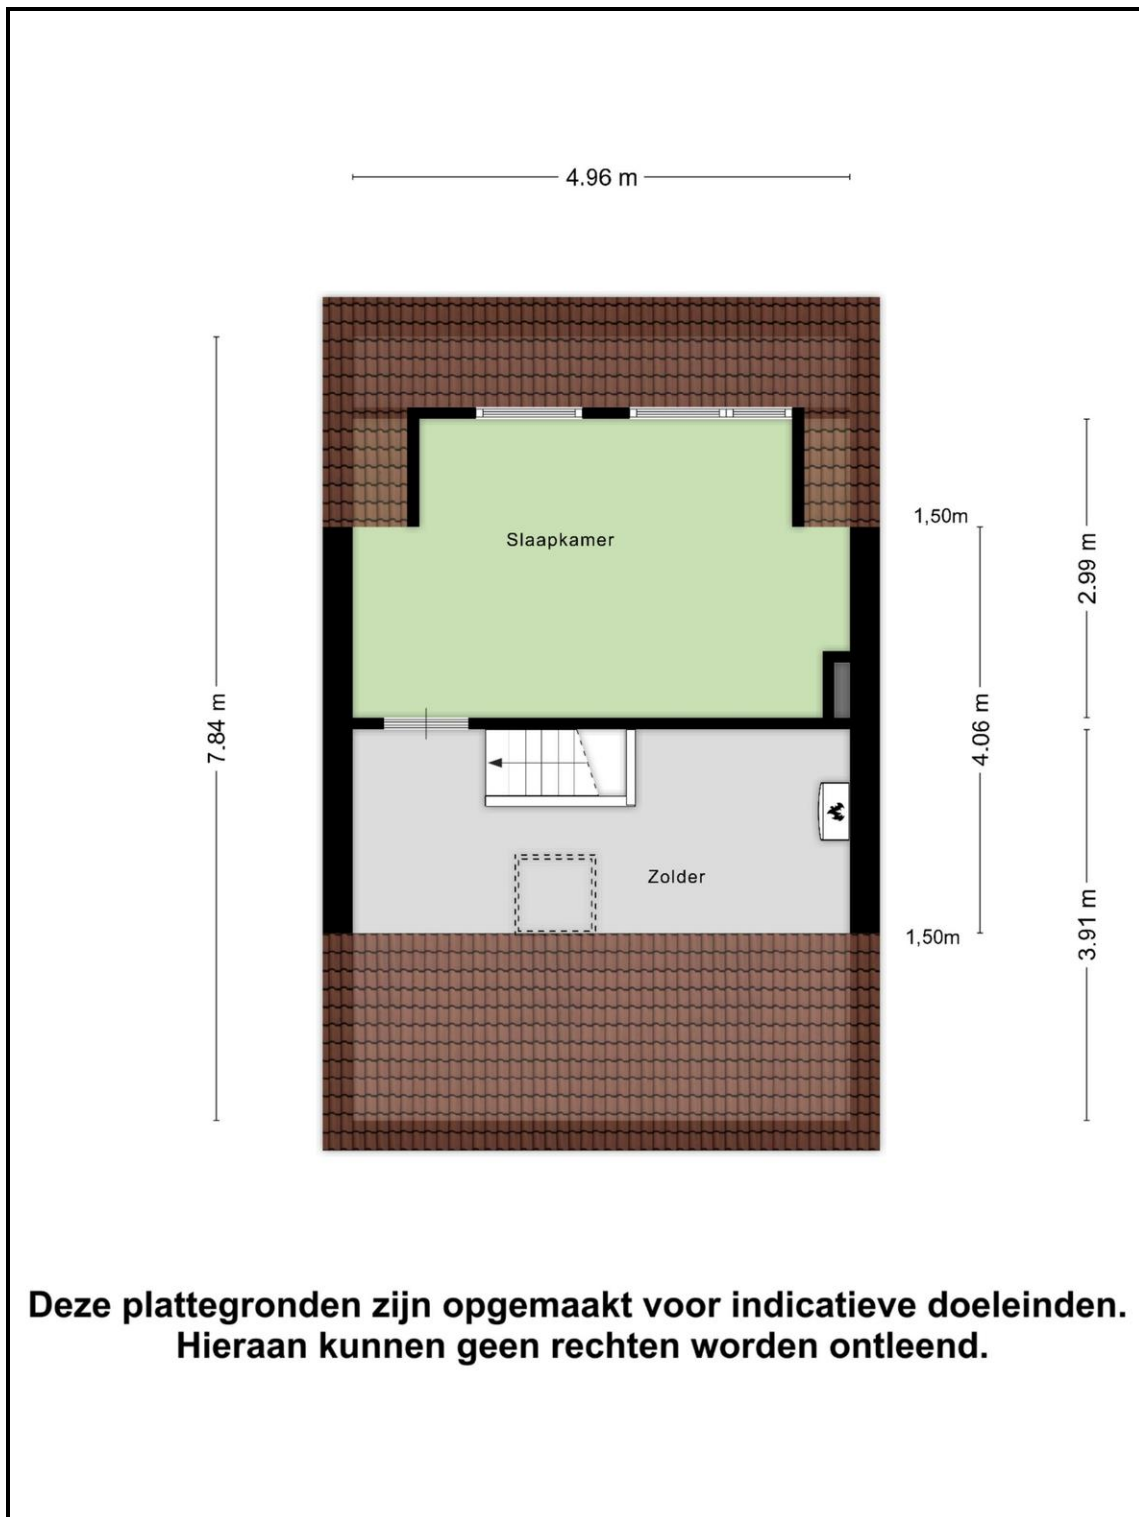 4.96 m
1,50m
2.99 m
Slaapkamer
7.84 m
4.06 m
Zolder
3.91 m
1,50m
Deze plattegronden zijn opgemaakt voor indicatieve doeleinden.
Hieraan kunnen geen rechten worden ontleend.